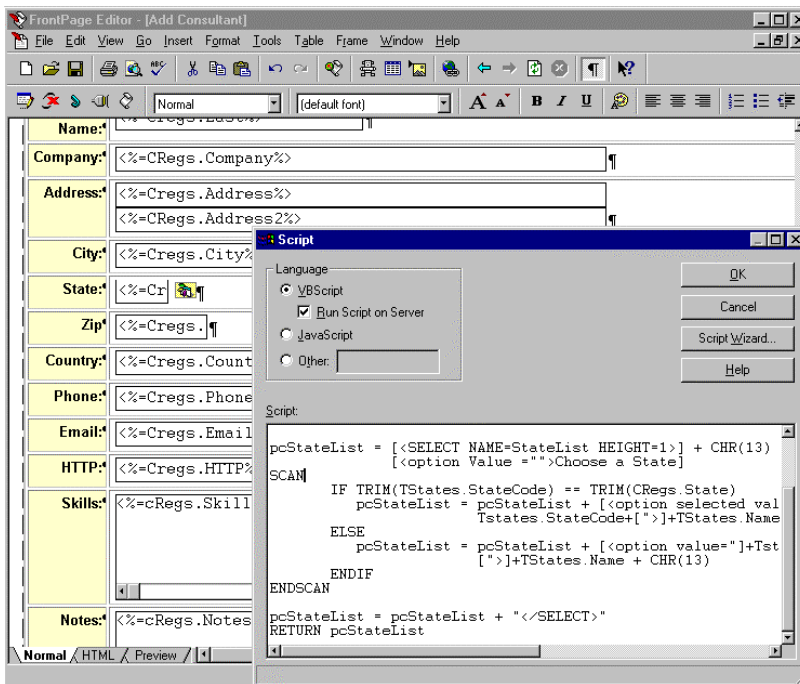 FrontPage Editor - [Add Consultant]
File Edit View Go Insert Format Tools Table Frame Window Help
Normal (default font) A A B I U
Name:
Company: <%=CRegs.Company%>
Address: <%=Cregs.Address%>
<%=CRegs.Address2%>
City: <%=Cregs.City%
State: <%=Cr
Zip <%=Cregs.
Country: <%=Cregs.Count
Phone: <%=Cregs.Phone
Email: <%=Cregs.Email
HTTP: <%=Cregs.HTTP%
Skills: <%=cRegs.Skill
Notes: <%=cRegs.Notes
Normal HTML Preview
Script
Language
VBScript
Run Script on Server
JavaScript
Other:
OK
Cancel
Script Wizard...
Help
Script:
pcStateList = [<SELECT NAME=StateList HEIGHT=1>] + CHR(13)
[<option Value ="">Choose a State]
SCAN
IF TRIM(TStates.StateCode) == TRIM(CRegs.State)
pcStateList = pcStateList + [<option selected val
Tstates.StateCode+[">]+TStates.Name
ELSE
pcStateList = pcStateList + [<option value="]+Tst
[">]+TStates.Name + CHR(13)
ENDIF
ENDSCAN
pcStateList = pcStateList + "</SELECT>"
RETURN pcStateList